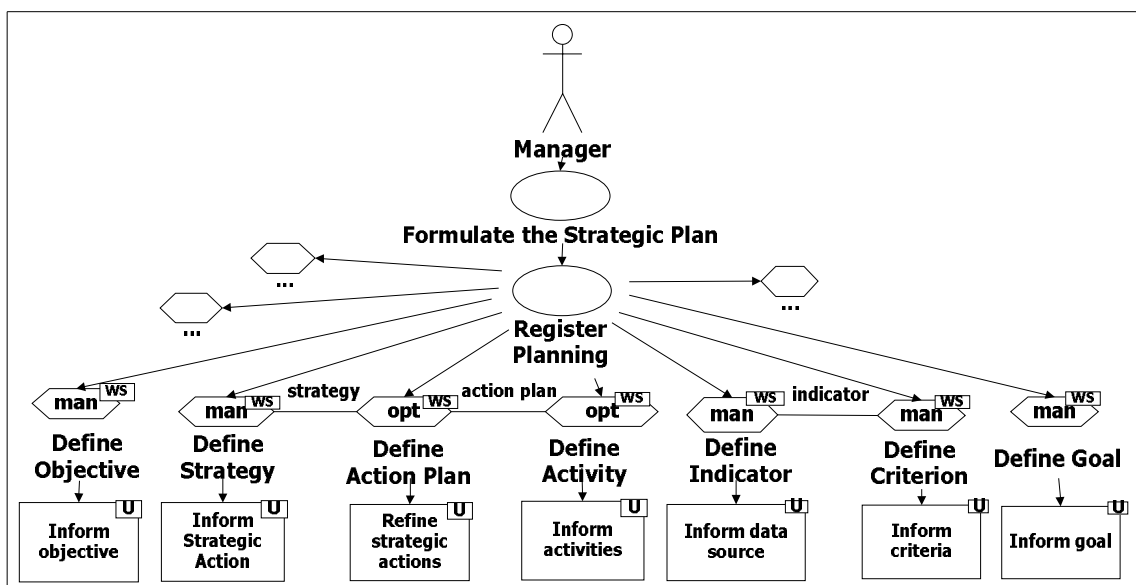 Manager
Formulate the Strategic Plan
...
...
...
Register
Planning
man WS
Define
Objective
U
Inform
objective
man WS
Define
Strategy
U
Inform
Strategic
Action
strategy
opt WS
Define
Action Plan
U
Refine
strategic
actions
action plan
opt WS
Define
Activity
U
Inform
activities
man WS
Define
Indicator
U
Inform data
source
indicator
man WS
Define
Criterion
U
Inform
criteria
man WS
Define Goal
U
Inform goal